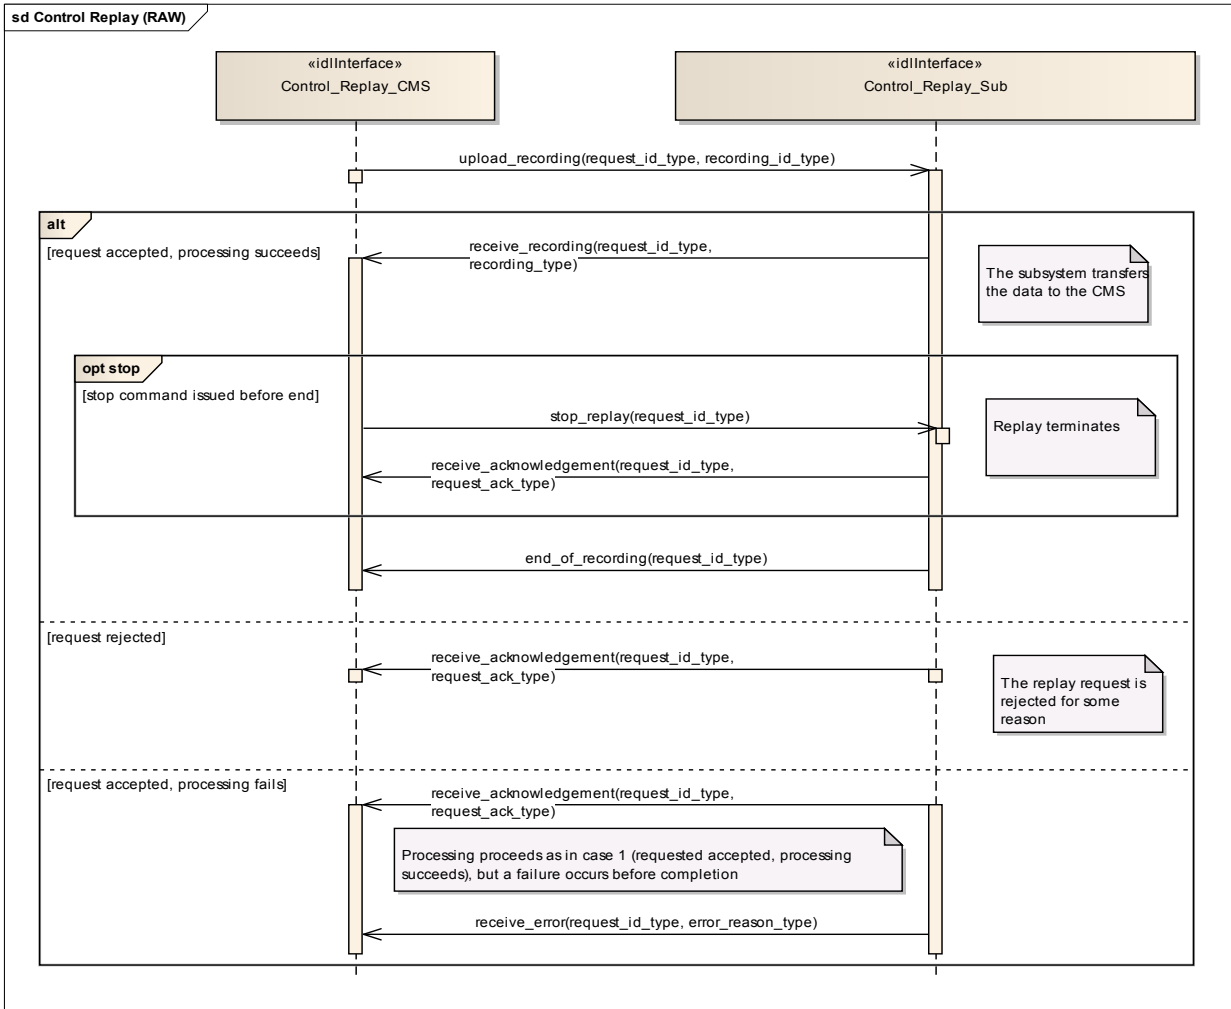 sd Control Replay (RAW)
«idlInterface»
Control_Replay_CMS
«idlInterface»
Control_Replay_Sub
upload_recording(request_id_type, recording_id_type)
alt
[request accepted, processing succeeds]
receive_recording(request_id_type,
recording_type)
The subsystem transfers
the data to the CMS
opt stop
[stop command issued before end]
stop_replay(request_id_type)
Replay terminates
receive_acknowledgement(request_id_type,
request_ack_type)
end_of_recording(request_id_type)
[request rejected]
receive_acknowledgement(request_id_type,
request_ack_type)
The replay request is
rejected for some
reason
[request accepted, processing fails]
receive_acknowledgement(request_id_type,
request_ack_type)
Processing proceeds as in case 1 (requested accepted, processing
succeeds), but a failure occurs before completion
receive_error(request_id_type, error_reason_type)